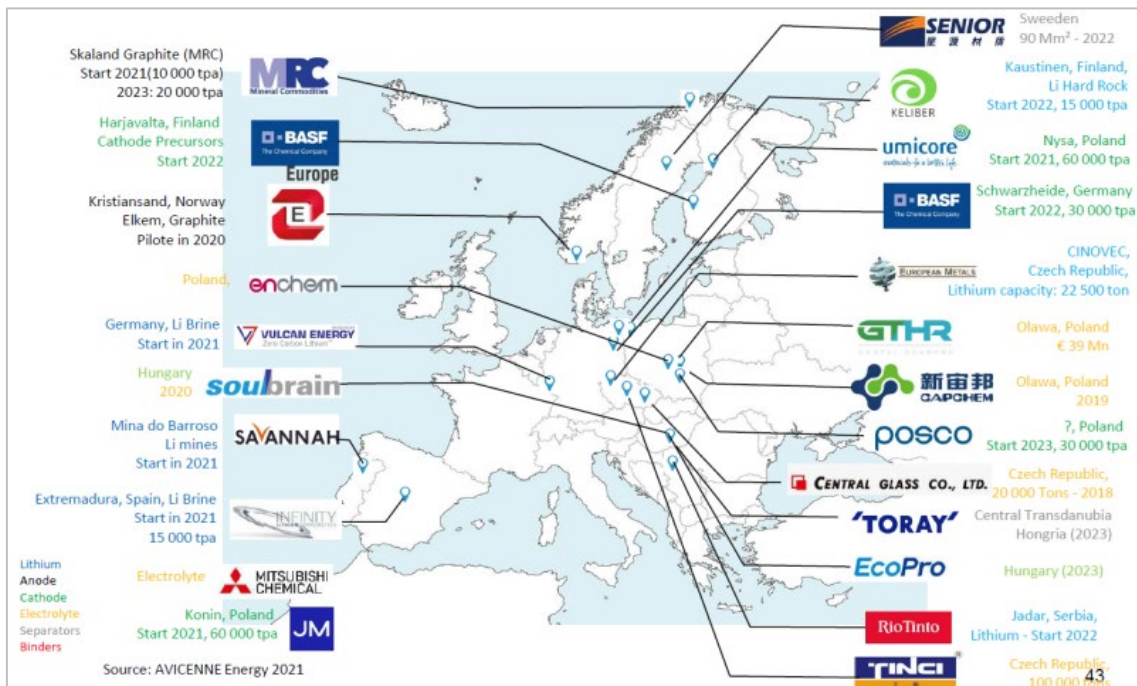 Skaland Graphite (MRC)
Start 2021(10 000 tpa)
2023: 20 000 tpa
MRC
Mineral Commodities
Harjavalta, Finland
Cathode Precursors
Start 2022
BASF
The Chemical Company
Europe
Kristiansand, Norway
Elkem, Graphite
Pilote in 2020
E
Poland,
enchem
Germany, Li Brine
Start in 2021
VULCAN ENERGY
Zero Carbon Lithium
Hungary
2020
soulbrain
Mina do Barroso
Li mines
Start in 2021
SAVANNAH
Extremadura, Spain, Li Brine
Start in 2021
15 000 tpa
INFINITY
Electrolyte
MITSUBISHI
CHEMICAL
Konin, Poland
Start 2021, 60 000 tpa
JM
Lithium
Anode
Cathode
Electrolyte
Separators
Binders
Source: AVICENNE Energy 2021
SENIOR
星源材质
Sweeden
90 Mm² - 2022
KELIBER
Kaustinen, Finland,
Li Hard Rock
Start 2022, 15 000 tpa
umicore
materials for a better life
Nysa, Poland
Start 2021, 60 000 tpa
BASF
The Chemical Company
Schwarzheide, Germany
Start 2022, 30 000 tpa
EUROPEAN METALS
CINOVEC,
Czech Republic,
Lithium capacity: 22 500 ton
GTHR
Olawa, Poland
€ 39 Mn
新宙邦
CAPCHEM
Olawa, Poland
2019
posco
?, Poland
Start 2023, 30 000 tpa
CENTRAL GLASS CO., LTD.
Czech Republic,
20 000 Tons - 2018
'TORAY'
Central Transdanubia
Hongria (2023)
EcoPro
Hungary (2023)
RioTinto
Jadar, Serbia,
Lithium - Start 2022
TINCI
Czech Republic,
100 000 tons
43